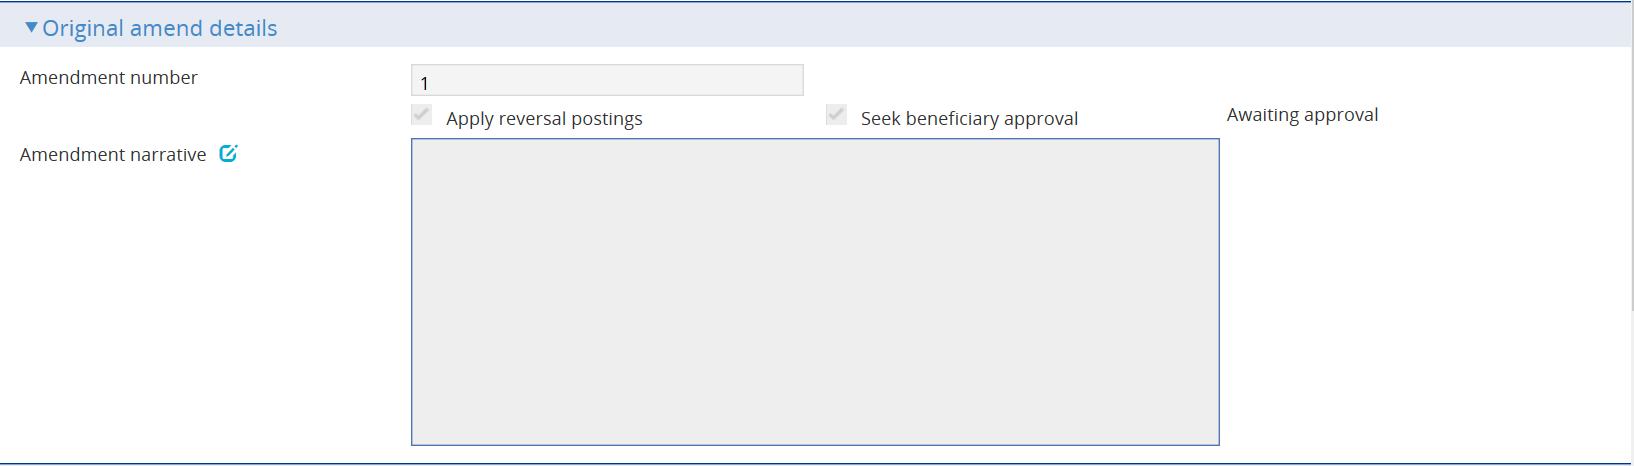 Original amend details
Amendment number
1
Apply reversal postings
Seek beneficiary approval
Awaiting approval
Amendment narrative